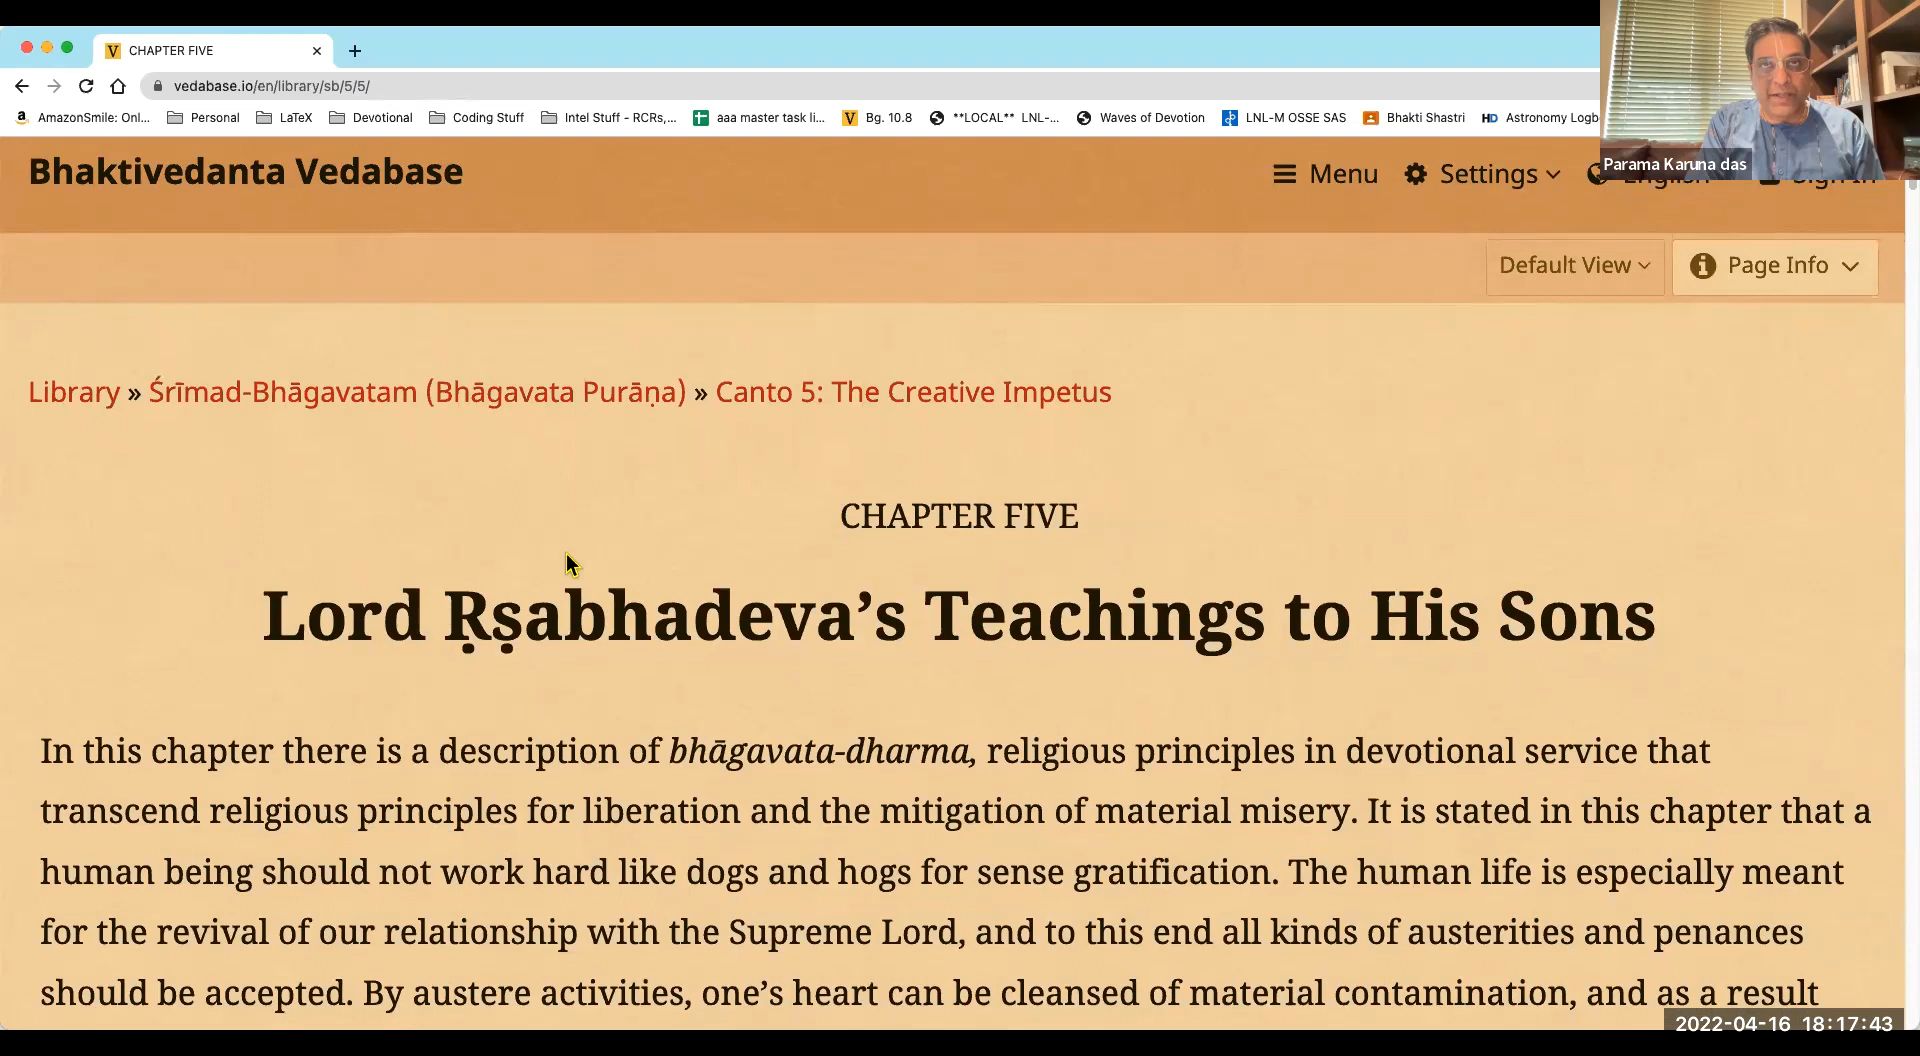 CHAPTER FIVE
vedabase.io/en/library/sb/5/5/
AmazonSmile: Onl... Personal LaTeX Devotional Coding Stuff Intel Stuff - RCRs,... aaa master task li... Bg. 10.8 **LOCAL** LNL-... Waves of Devotion LNL-M OSSE SAS Bhakti Shastri Astronomy Logb
Parama Karuna das
Bhaktivedanta Vedabase Menu Settings English Sign In
Default View Page Info
Library » Śrīmad-Bhāgavatam (Bhāgavata Purāṇa) » Canto 5: The Creative Impetus
CHAPTER FIVE
Lord Ṛṣabhadeva’s Teachings to His Sons
In this chapter there is a description of bhāgavata-dharma, religious principles in devotional service that
transcend religious principles for liberation and the mitigation of material misery. It is stated in this chapter that a
human being should not work hard like dogs and hogs for sense gratification. The human life is especially meant
for the revival of our relationship with the Supreme Lord, and to this end all kinds of austerities and penances
should be accepted. By austere activities, one’s heart can be cleansed of material contamination, and as a result
2022-04-16 18:17:43